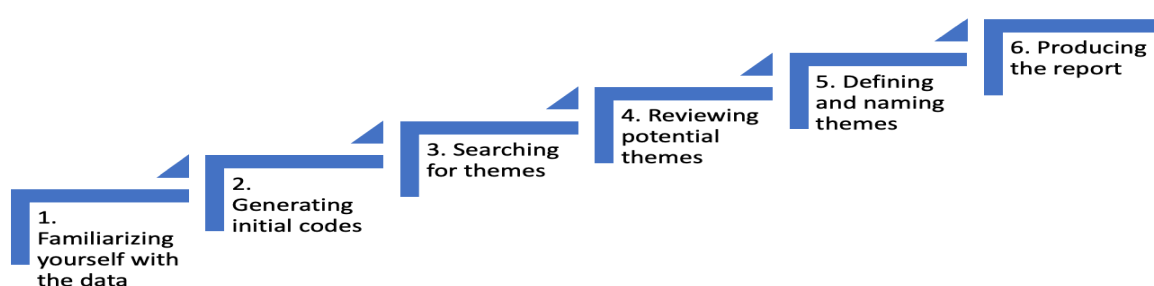 1.
Familiarizing
yourself with
the data
2.
Generating
initial codes
3. Searching
for themes
4. Reviewing
potential
themes
5. Defining
and naming
themes
6. Producing
the report